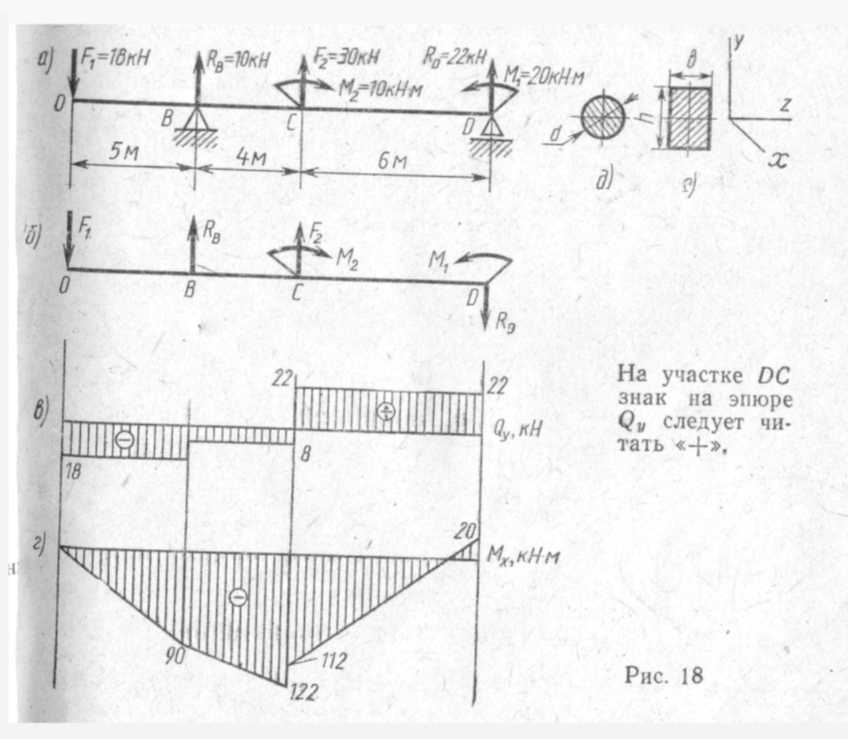 а) F₁=18кН R_B=10кН F₂=30кН M₂=10кН·м R_D=22кН M₁=20кН·м
O B C D
5м 4м 6м
d д)
в h е)
y z x
б) F₁ R_B F₂ M₂ M₁
O B C D
R_D
в) 18 8 22 22 Q_y, кН
На участке DC
знак на эпюре
Q_y следует чи-
тать «+».
г) 90 122 112 20 M_x, кН·м
Рис. 18